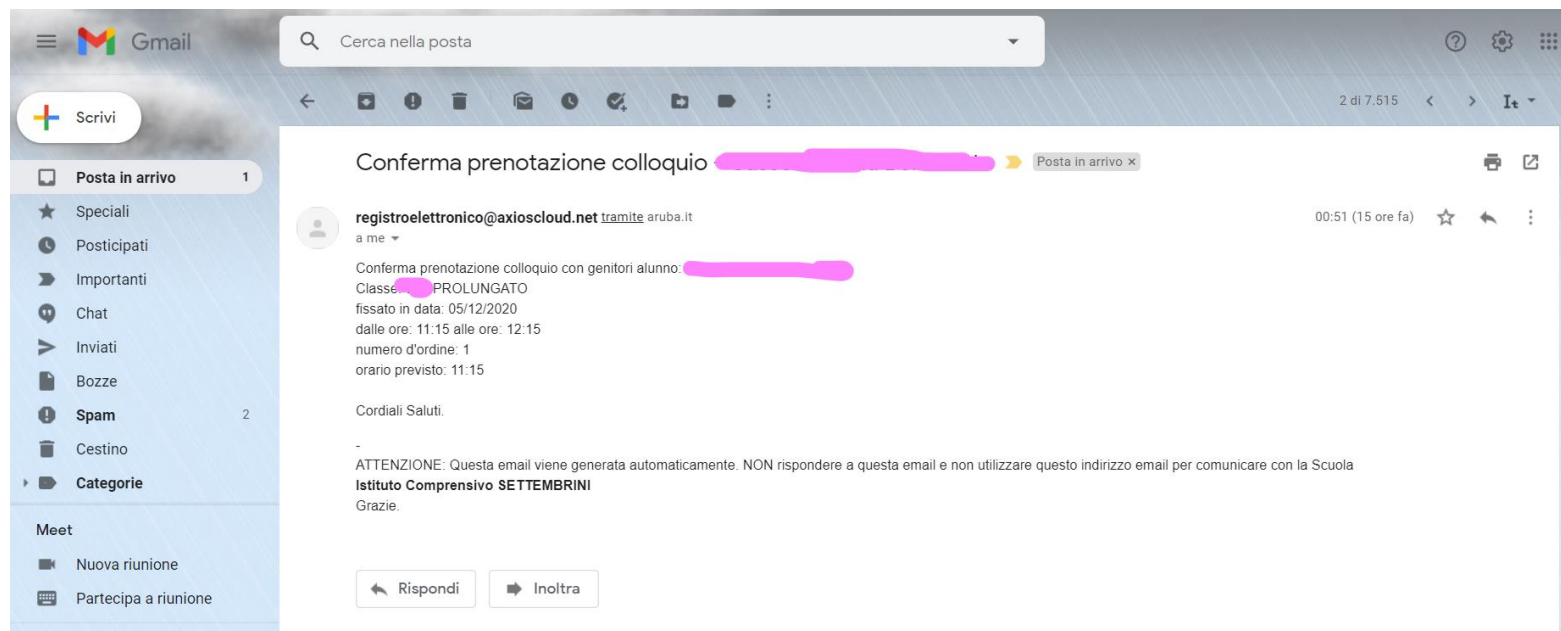 Gmail
Cerca nella posta
Scrivi
2 di 7.515
Conferma prenotazione colloquio
Posta in arrivo ×
Posta in arrivo 1
Speciali
Posticipati
Importanti
Chat
Inviati
Bozze
Spam 2
Cestino
Categorie
Meet
Nuova riunione
Partecipa a riunione
registroelettronico@axioscloud.net tramite aruba.it
00:51 (15 ore fa)
a me
Conferma prenotazione colloquio con genitori alunno:
Classe: PROLUNGATO
fissato in data: 05/12/2020
dalle ore: 11:15 alle ore: 12:15
numero d'ordine: 1
orario previsto: 11:15
Cordiali Saluti.
-
ATTENZIONE: Questa email viene generata automaticamente. NON rispondere a questa email e non utilizzare questo indirizzo email per comunicare con la Scuola
Istituto Comprensivo SETTEMBRINI
Grazie.
Rispondi
Inoltra